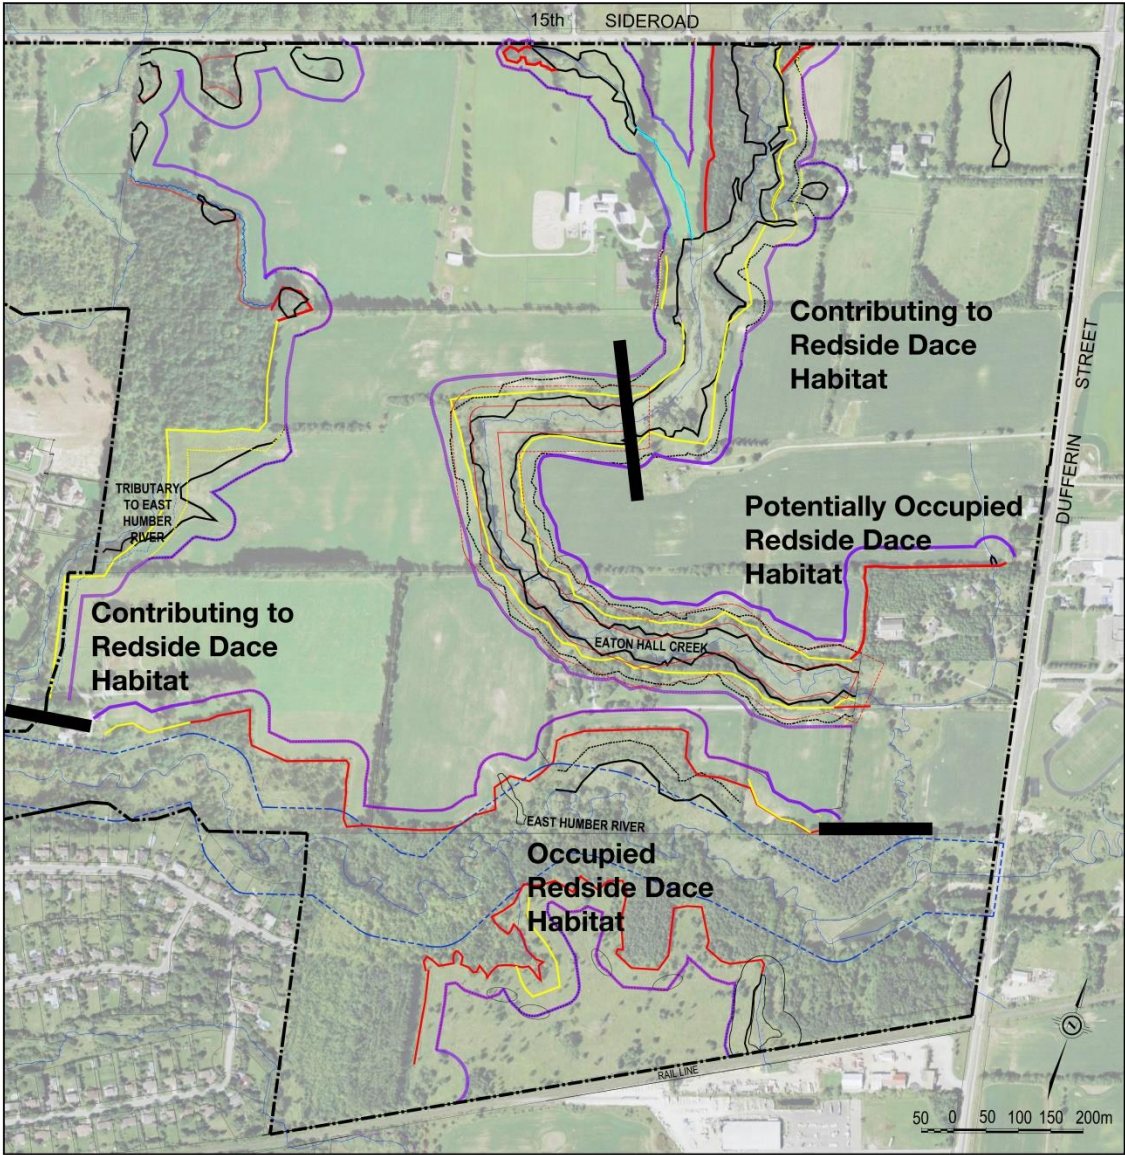 15th SIDEROAD
Contributing to
Redside Dace
Habitat
DUFFERIN STREET
TRIBUTARY
TO EAST
HUMBER
RIVER
Potentially Occupied
Redside Dace
Habitat
Contributing to
Redside Dace
Habitat
EATON HALL CREEK
EAST HUMBER RIVER
Occupied
Redside Dace
Habitat
RAIL LINE
50 0 50 100 150 200m